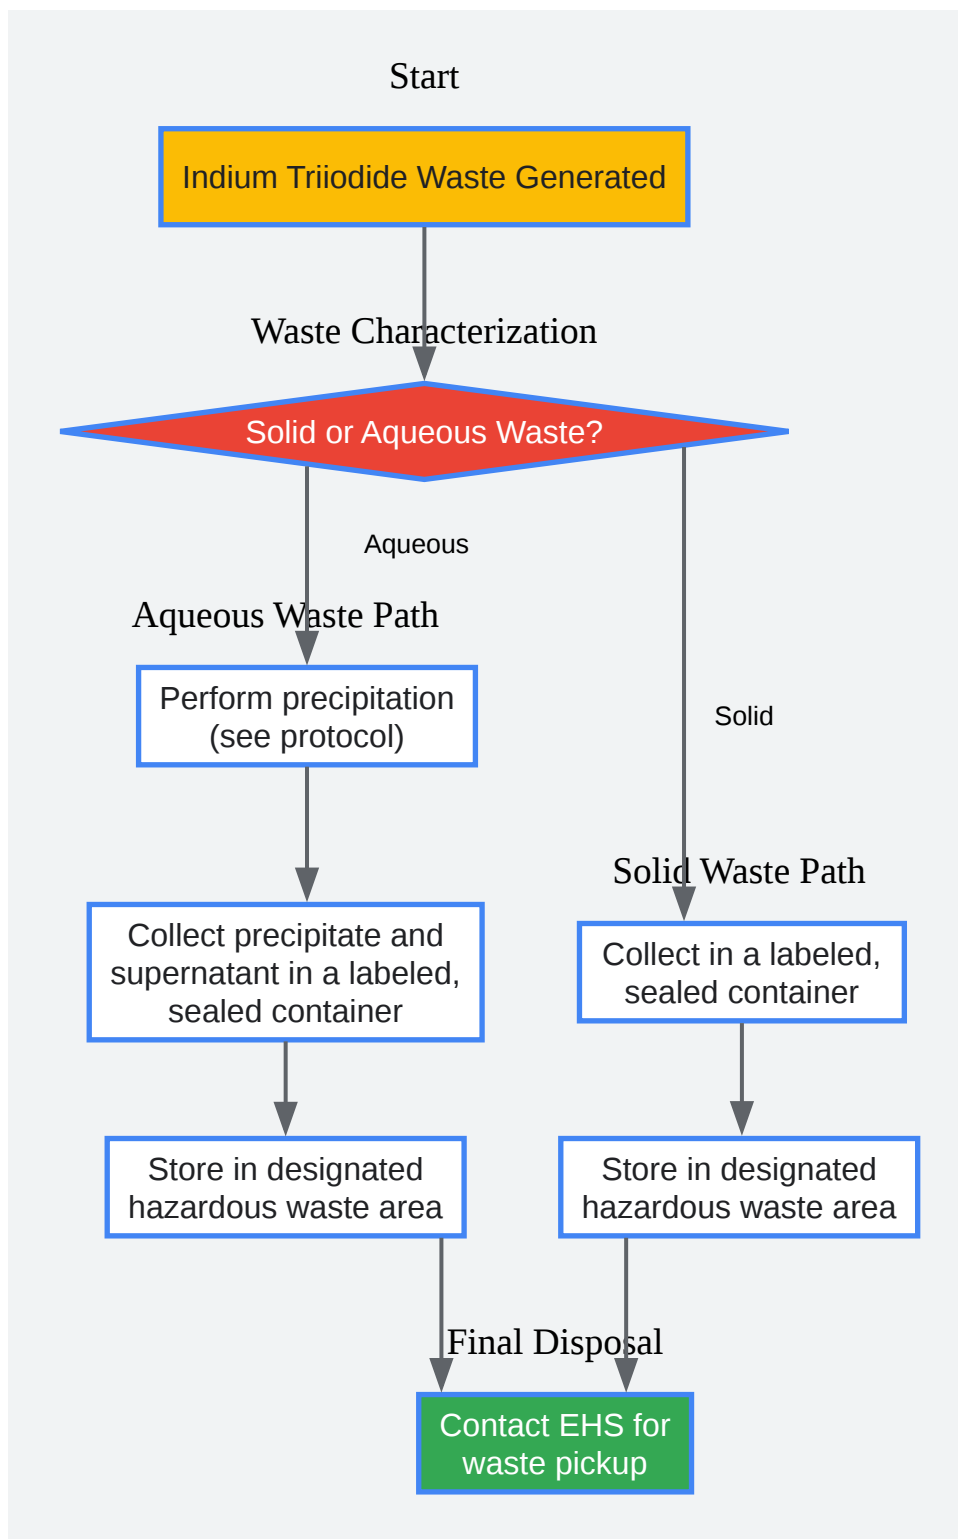 Start
Indium Triiodide Waste Generated
Waste Characterization
Solid or Aqueous Waste?
Aqueous
Aqueous Waste Path
Perform precipitation
(see protocol)
Solid
Solid Waste Path
Collect precipitate and
supernatant in a labeled,
sealed container
Collect in a labeled,
sealed container
Store in designated
hazardous waste area
Store in designated
hazardous waste area
Final Disposal
Contact EHS for
waste pickup